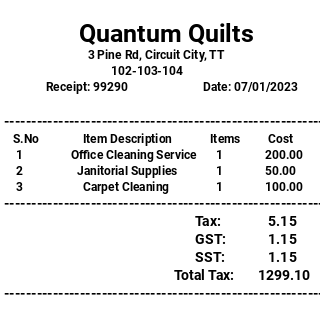 Quantum Quilts
3 Pine Rd, Circuit City, TT
102-103-104
Receipt: 99290 Date: 07/01/2023
S.No Item Description Items Cost
1 Office Cleaning Service 1 200.00
2 Janitorial Supplies 1 50.00
3 Carpet Cleaning 1 100.00
Tax: 5.15
GST: 1.15
SST: 1.15
Total Tax: 1299.10